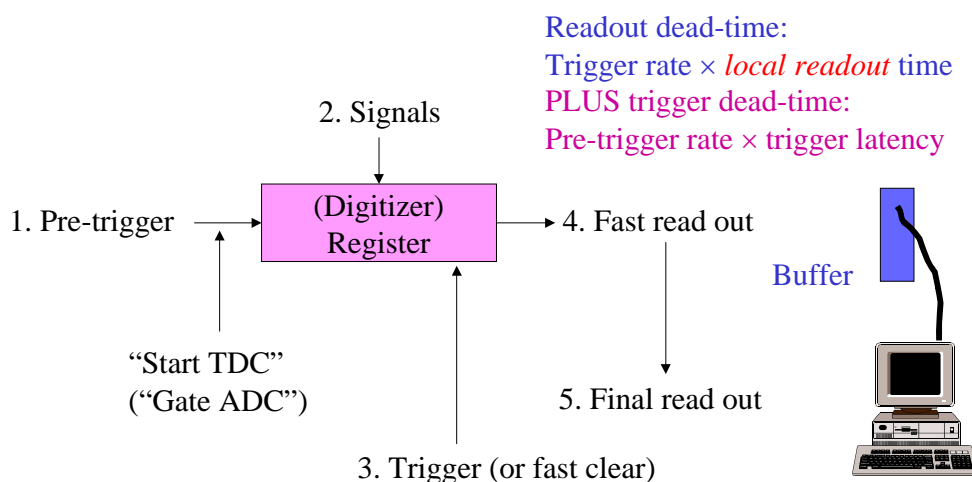 Readout dead-time:
Trigger rate × local readout time
PLUS trigger dead-time:
Pre-trigger rate × trigger latency
2. Signals
1. Pre-trigger
(Digitizer)
Register
4. Fast read out
Buffer
“Start TDC”
(“Gate ADC”)
5. Final read out
3. Trigger (or fast clear)